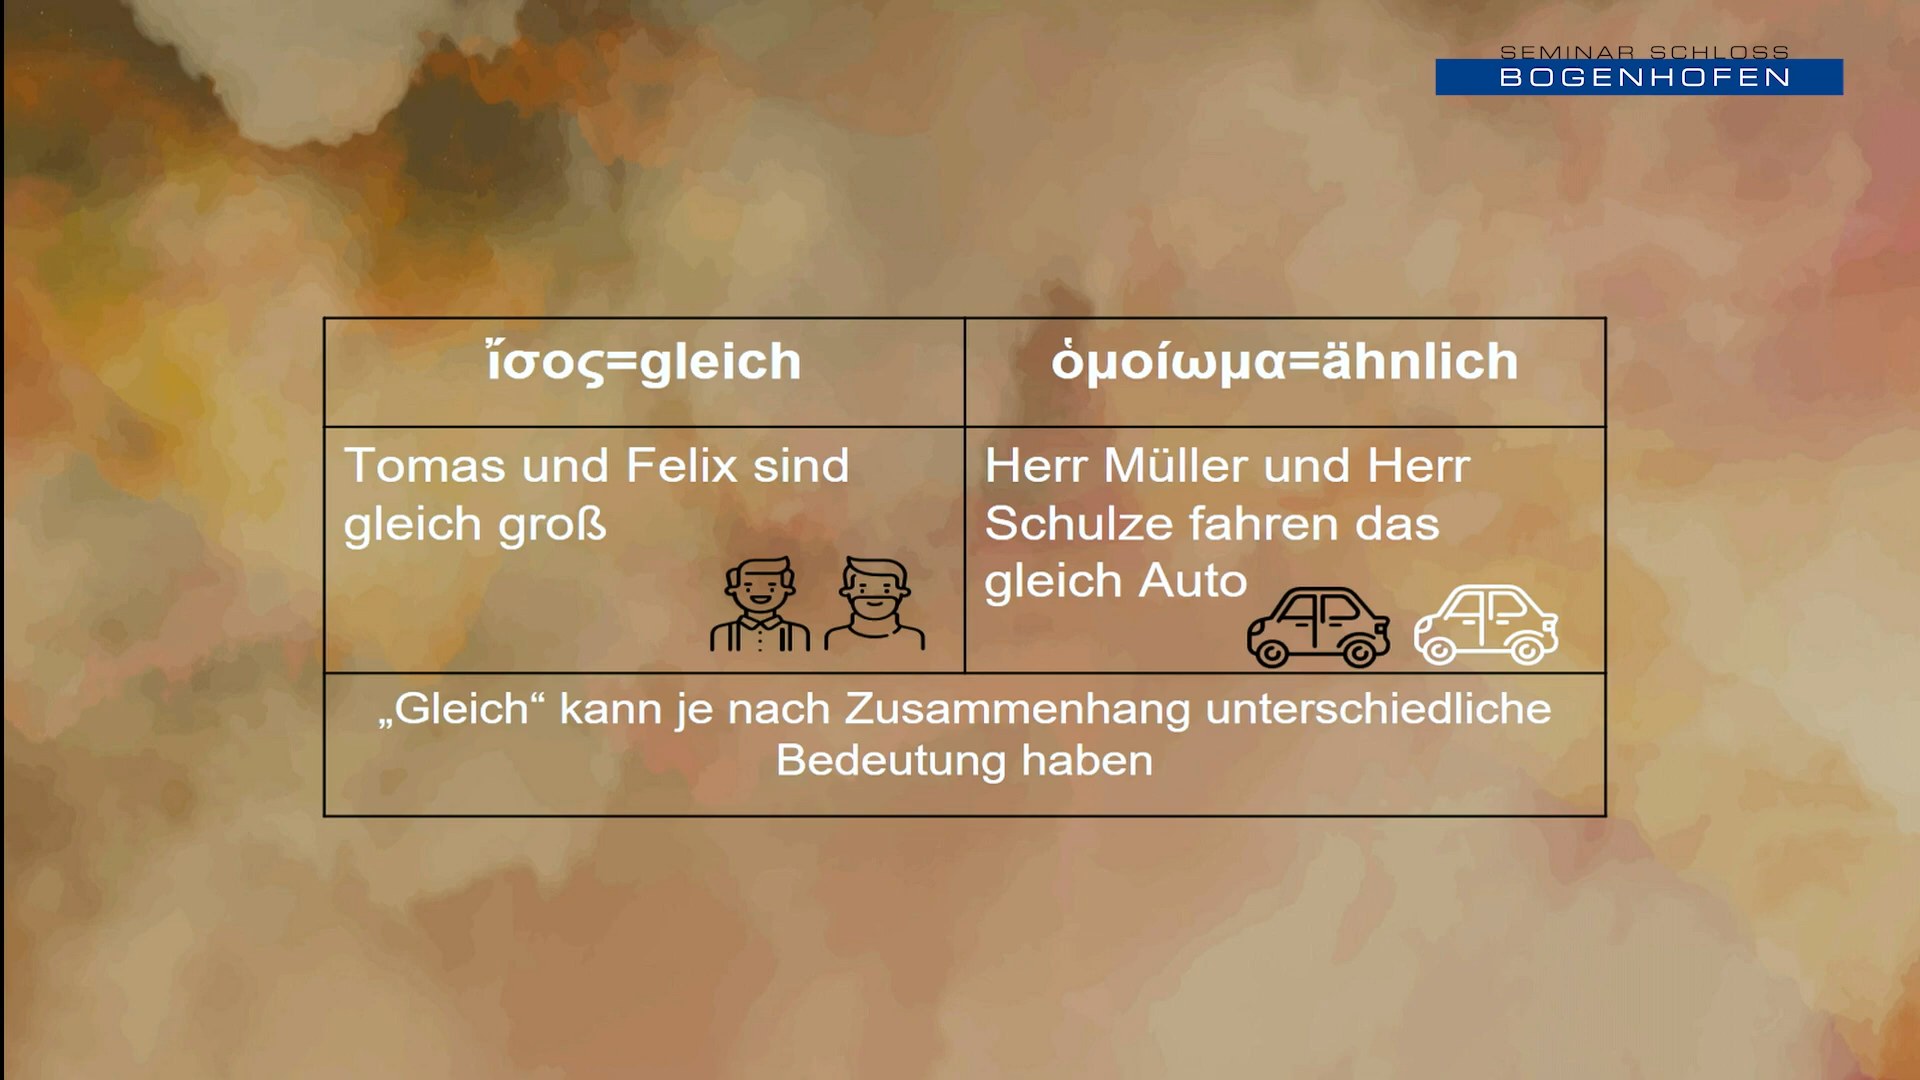 SEMINAR SCHLOSS
BOGENHOFEN
ἴσος=gleich
ὁμοίωμα=ähnlich
Tomas und Felix sind
gleich groß
Herr Müller und Herr
Schulze fahren das
gleich Auto
„Gleich“ kann je nach Zusammenhang unterschiedliche
Bedeutung haben